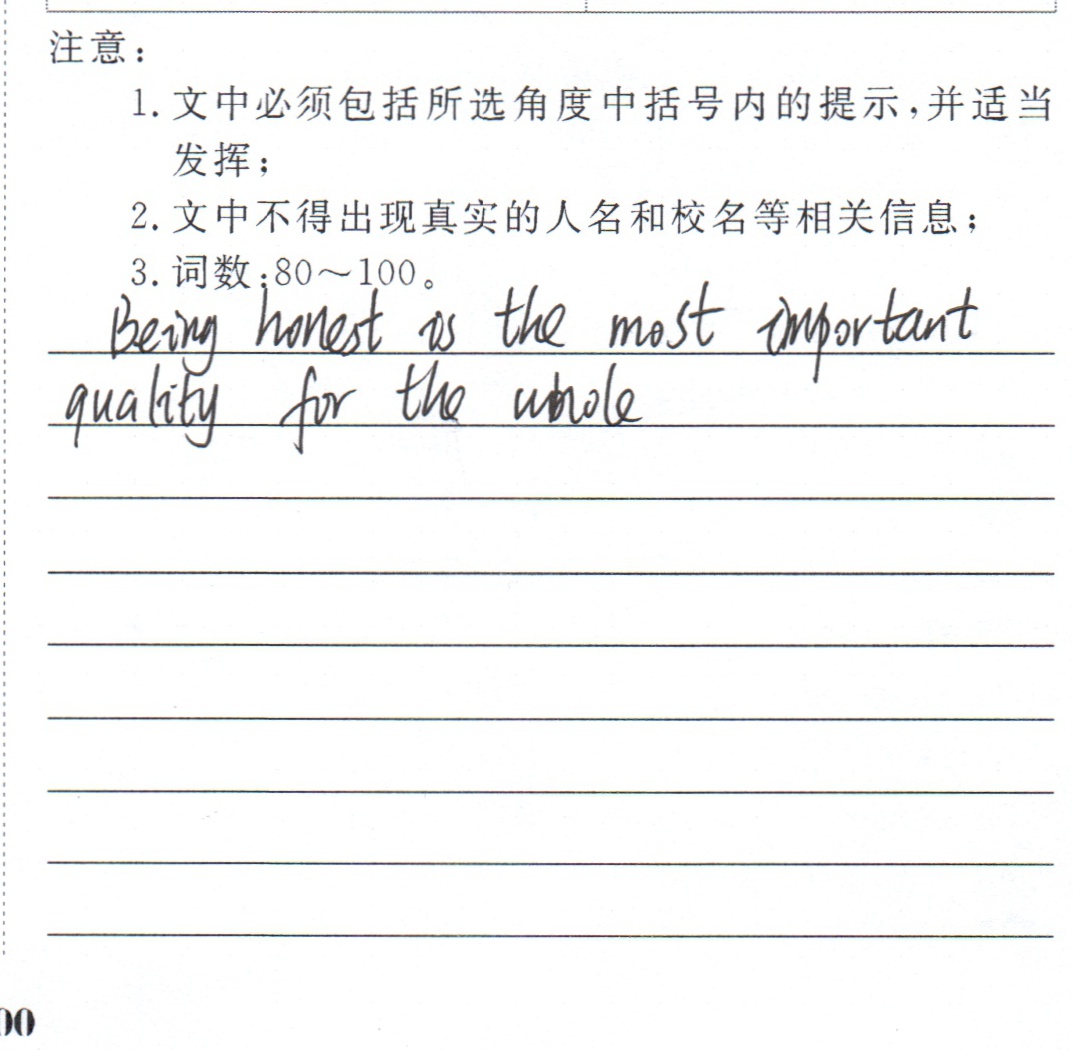 注意：
1. 文中必须包括所选角度中括号内的提示，并适当
发挥；
2. 文中不得出现真实的人名和校名等相关信息；
3. 词数：80～100。
Being honest is the most important
quality for the whole
00